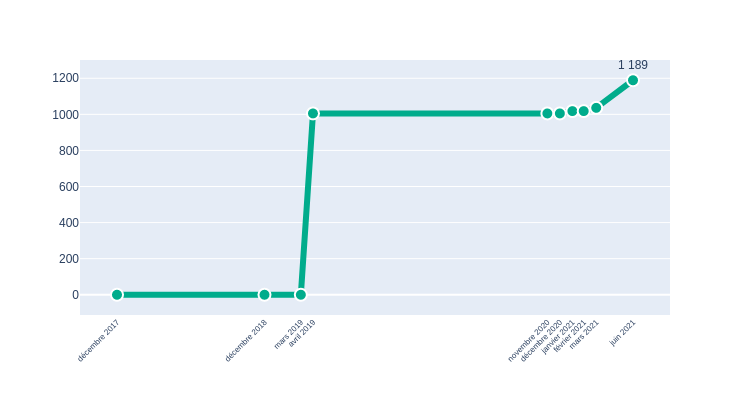 1 189
1200
1000
800
600
400
200
0
décembre 2017
décembre 2018
mars 2019
avril 2019
novembre 2020
décembre 2020
janvier 2021
février 2021
mars 2021
juin 2021